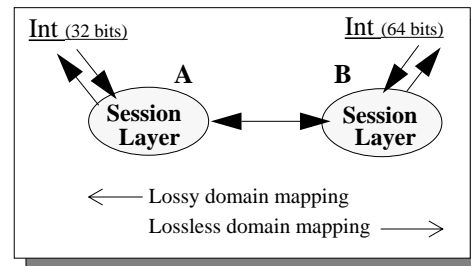 Int (32 bits)
Int (64 bits)
A
B
Session
Layer
Session
Layer
Lossy domain mapping
Lossless domain mapping